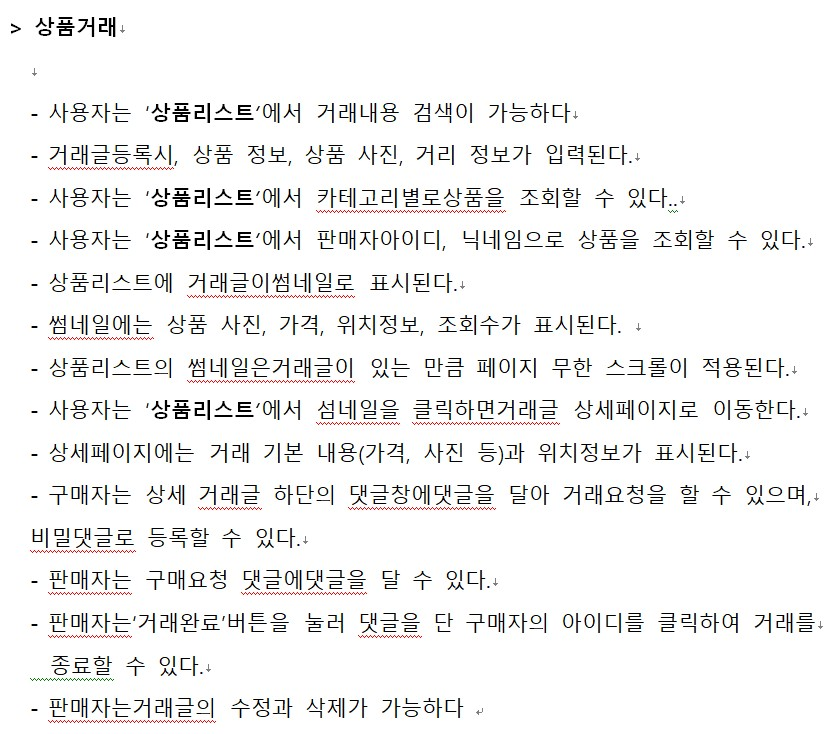 > 상품거래
- 사용자는 ‘상품리스트’에서 거래내용 검색이 가능하다
- 거래글등록시, 상품 정보, 상품 사진, 거리 정보가 입력된다.
- 사용자는 ‘상품리스트’에서 카테고리별로상품을 조회할 수 있다..
- 사용자는 ‘상품리스트’에서 판매자아이디, 닉네임으로 상품을 조회할 수 있다.
- 상품리스트에 거래글이썸네일로 표시된다.
- 썸네일에는 상품 사진, 가격, 위치정보, 조회수가 표시된다.
- 상품리스트의 썸네일은거래글이 있는 만큼 페이지 무한 스크롤이 적용된다.
- 사용자는 ‘상품리스트’에서 섬네일을 클릭하면거래글 상세페이지로 이동한다.
- 상세페이지에는 거래 기본 내용(가격, 사진 등)과 위치정보가 표시된다.
- 구매자는 상세 거래글 하단의 댓글창에댓글을 달아 거래요청을 할 수 있으며,
비밀댓글로 등록할 수 있다.
- 판매자는 구매요청 댓글에댓글을 달 수 있다.
- 판매자는‘거래완료’버튼을 눌러 댓글을 단 구매자의 아이디를 클릭하여 거래를
종료할 수 있다.
- 판매자는거래글의 수정과 삭제가 가능하다